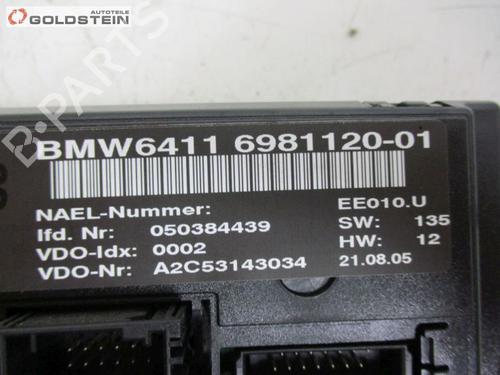 AUTOTEILE
GOLDSTEIN
B-PARTS
BMW6411 6981120-01
NAEL-Nummer: EE010.U
lfd. Nr: 050384439 SW: 135
VDO-Idx: 0002 HW: 12
VDO-Nr: A2C53143034 21.08.05